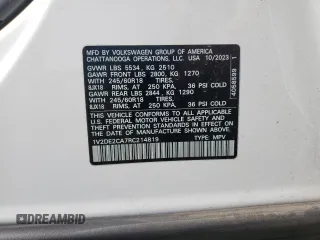 MFD. BY VOLKSWAGEN GROUP OF AMERICA
CHATTANOOGA OPERATIONS, LLC. USA 10/2023
GVWR LBS 5534, KG 2510
GAWR FRONT LBS 2800, KG 1270
WITH 245/60R18 TIRES,
8JX18 RIMS, AT 250 KPA, 36 PSI COLD
GAWR REAR LBS 2844, KG 1290
WITH 245/60R18 TIRES,
8JX18 RIMS, AT 250 KPA, 36 PSI COLD
THIS VEHICLE CONFORMS TO ALL APPLICABLE
FEDERAL MOTOR VEHICLE SAFETY AND
THEFT PREVENTION STANDARDS IN EFFECT
ON THE DATE OF MANUFACTURE SHOWN ABOVE
1V2DE2CA7RC214819 TYPE: MPV
4056593
© DREAMBID.COM